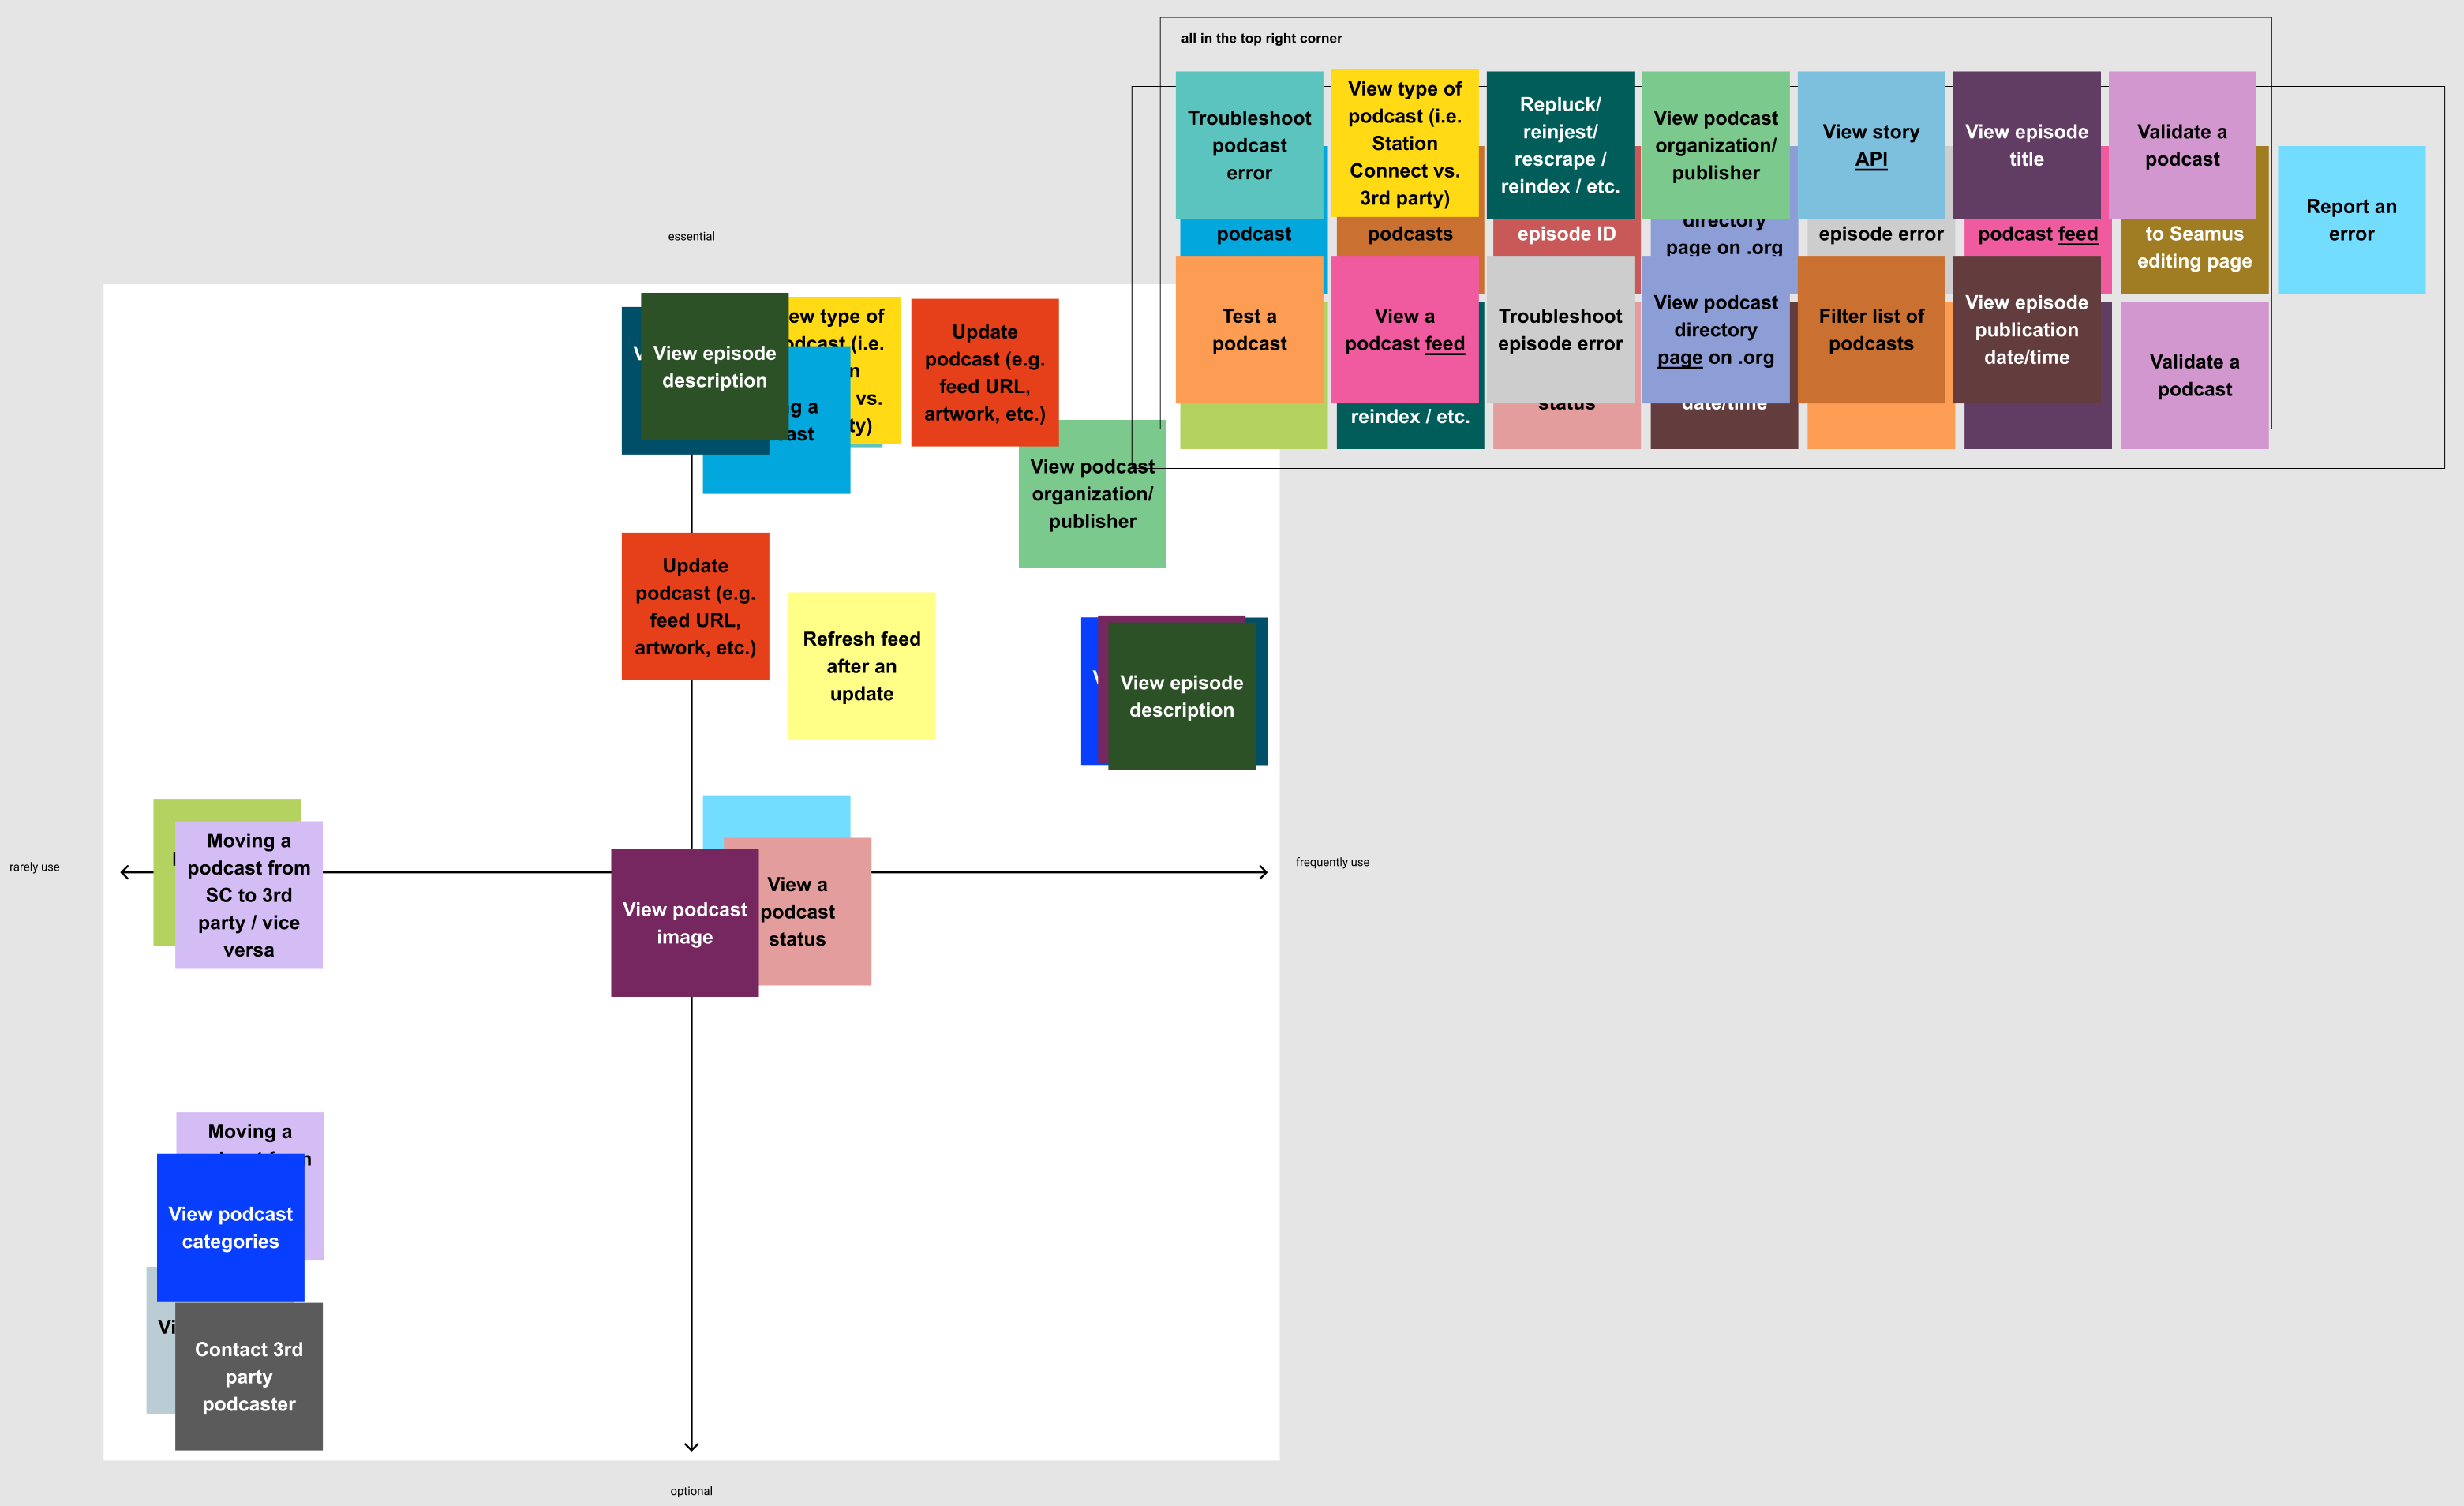 all in the top right corner
Troubleshoot
podcast
error
View type of
podcast (i.e.
Station
Connect vs.
3rd party)
Repluck/
reinjest/
rescrape /
reindex / etc.
View podcast
organization/
publisher
View story
API
View episode
title
Validate a
podcast
Report an
error
podcast
podcasts
episode ID
directory
page on .org
episode error
podcast feed
to Seamus
editing page
Test a
podcast
View a
podcast feed
Troubleshoot
episode error
View podcast
directory
page on .org
Filter list of
podcasts
View episode
publication
date/time
Validate a
podcast
reindex / etc.
status
date/time
essential
View episode
description
type of
(i.e.
vs.
a
Update
podcast (e.g.
feed URL,
artwork, etc.)
View podcast
organization/
publisher
Update
podcast (e.g.
feed URL,
artwork, etc.)
Refresh feed
after an
update
View episode
description
rarely use
Moving a
podcast from
SC to 3rd
party / vice
versa
View podcast
image
View a
podcast
status
frequently use
Moving a
View podcast
categories
Contact 3rd
party
podcaster
optional